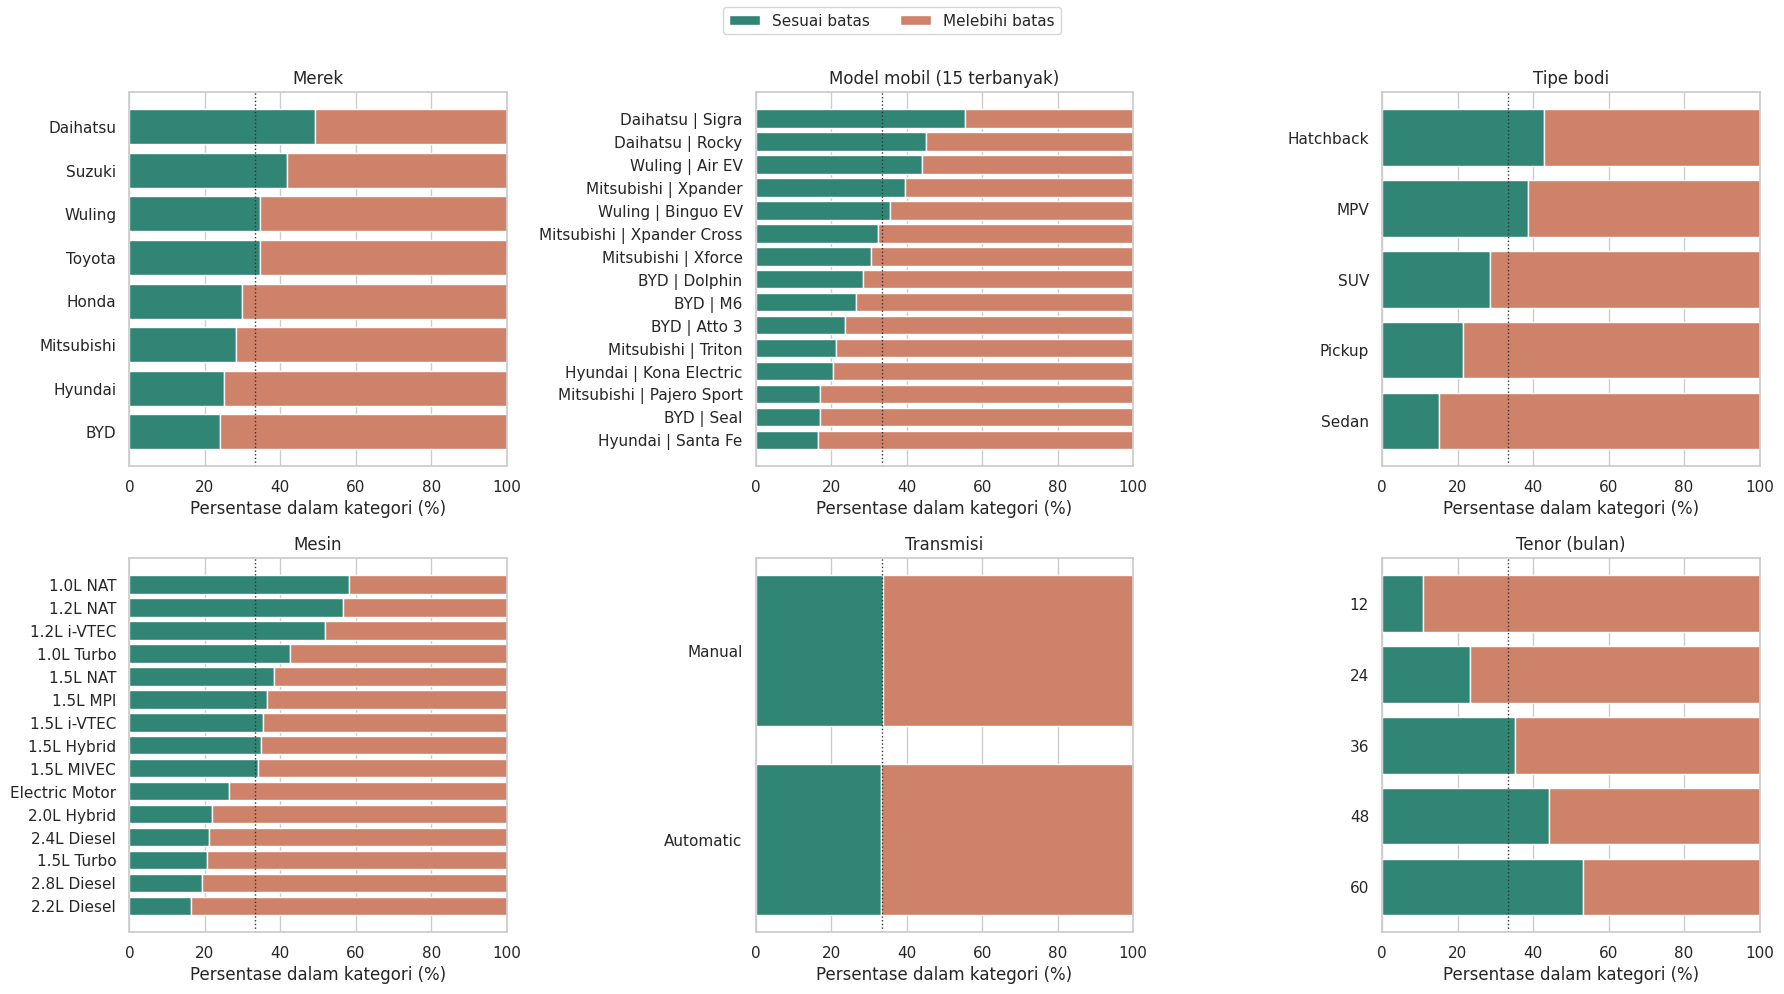 Sesuai batas
Melebihi batas
Merek
Daihatsu
Suzuki
Wuling
Toyota
Honda
Mitsubishi
Hyundai
BYD
0 20 40 60 80 100
Persentase dalam kategori (%)
Model mobil (15 terbanyak)
Daihatsu | Sigra
Daihatsu | Rocky
Wuling | Air EV
Mitsubishi | Xpander
Wuling | Binguo EV
Mitsubishi | Xpander Cross
Mitsubishi | Xforce
BYD | Dolphin
BYD | M6
BYD | Atto 3
Mitsubishi | Triton
Hyundai | Kona Electric
Mitsubishi | Pajero Sport
BYD | Seal
Hyundai | Santa Fe
0 20 40 60 80 100
Persentase dalam kategori (%)
Tipe bodi
Hatchback
MPV
SUV
Pickup
Sedan
0 20 40 60 80 100
Persentase dalam kategori (%)
Mesin
1.0L NAT
1.2L NAT
1.2L i-VTEC
1.0L Turbo
1.5L NAT
1.5L MPI
1.5L i-VTEC
1.5L Hybrid
1.5L MIVEC
Electric Motor
2.0L Hybrid
2.4L Diesel
1.5L Turbo
2.8L Diesel
2.2L Diesel
0 20 40 60 80 100
Persentase dalam kategori (%)
Transmisi
Manual
Automatic
0 20 40 60 80 100
Persentase dalam kategori (%)
Tenor (bulan)
12
24
36
48
60
0 20 40 60 80 100
Persentase dalam kategori (%)